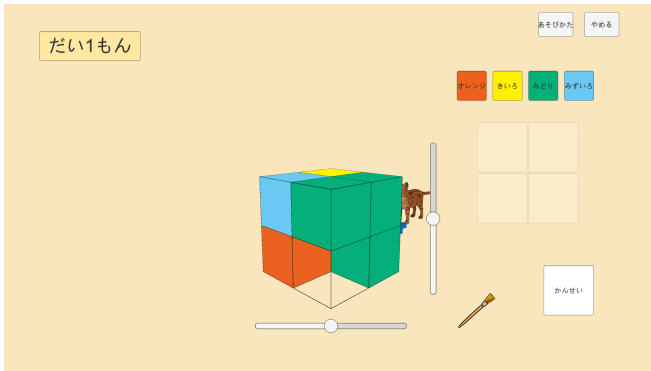 あそびかた
やめる
だい1もん
オレンジ
きいろ
みどり
みずいろ
かんせい